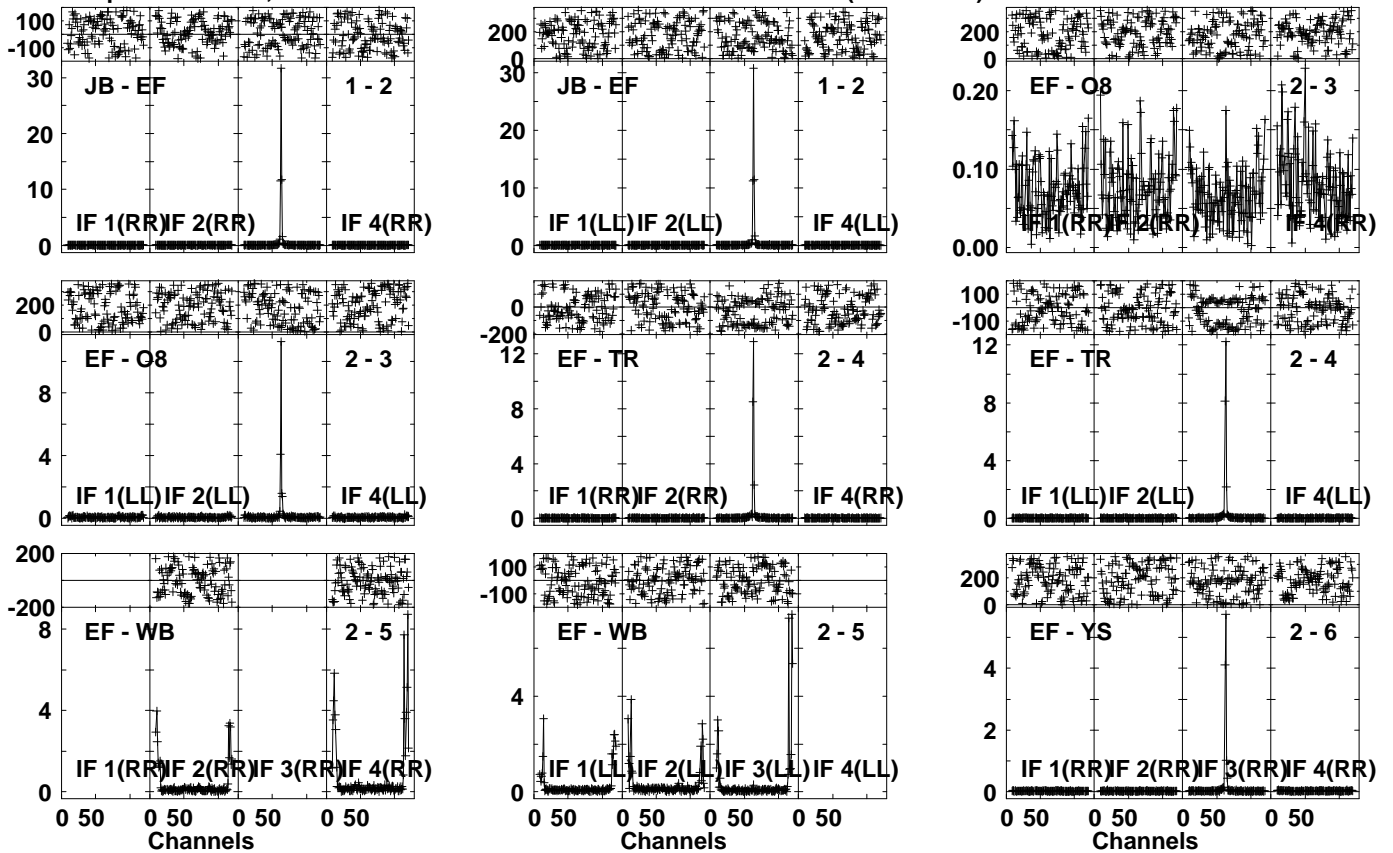 100
-100
30
20
10
0
JB - EF 1 - 2
IF 1(RR) IF 2(RR) IF 4(RR)
200
0
30
20
10
0
JB - EF 1 - 2
IF 1(LL) IF 2(LL) IF 4(LL)
200
0
0.20
0.10
0.00
EF - O8 2 - 3
IF 1(RR) IF 2(RR) IF 4(RR)
200
0
8
4
0
EF - O8 2 - 3
IF 1(LL) IF 2(LL) IF 4(LL)
0
-200
12
8
4
0
EF - TR 2 - 4
IF 1(RR) IF 2(RR) IF 4(RR)
100
-100
12
8
4
0
EF - TR 2 - 4
IF 1(LL) IF 2(LL) IF 4(LL)
200
-200
8
4
0
EF - WB 2 - 5
IF 1(RR) IF 2(RR) IF 3(RR) IF 4(RR)
0 50 0 50 0 50 0 50
Channels
100
-100
4
0
EF - WB 2 - 5
IF 1(LL) IF 2(LL) IF 3(LL) IF 4(LL)
0 50 0 50 0 50 0 50
Channels
200
0
4
2
0
EF - YS 2 - 6
IF 1(RR) IF 2(RR) IF 3(RR) IF 4(RR)
0 50 0 50 0 50 0 50
Channels